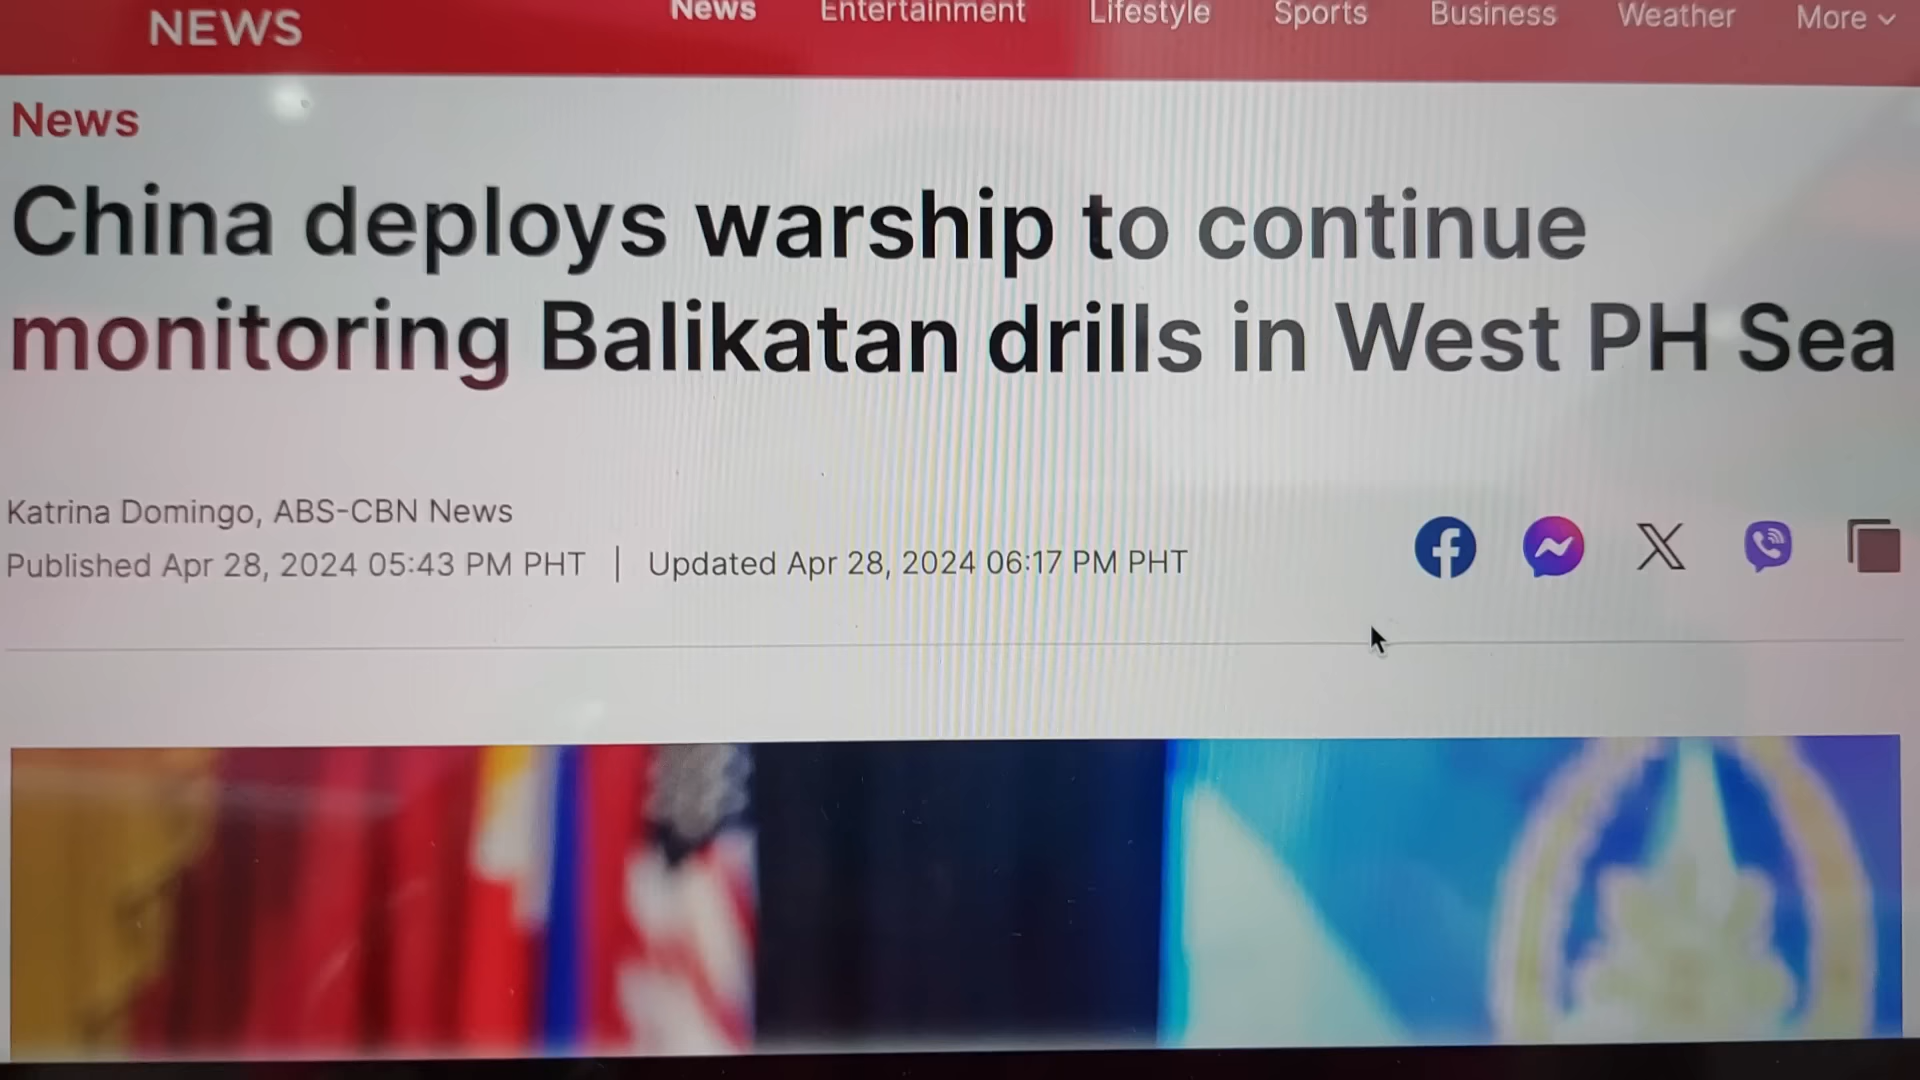 NEWS
News Entertainment Lifestyle Sports Business Weather More
News
China deploys warship to continue
monitoring Balikatan drills in West PH Sea
Katrina Domingo, ABS-CBN News
Published Apr 28, 2024 05:43 PM PHT | Updated Apr 28, 2024 06:17 PM PHT